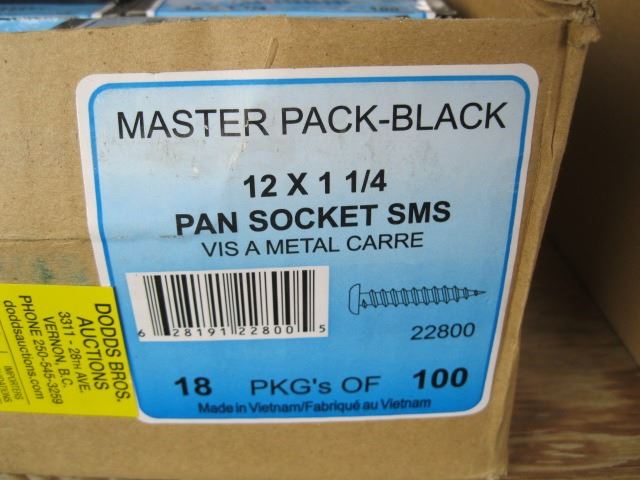 100
MASTER PACK-BLACK
12 X 1 1/4
PAN SOCKET SMS
VIS A METAL CARRE
6 28191 22800 5
22800
18 PKG's OF 100
Made in Vietnam/Fabriqué au Vietnam
DODDS BROS.
AUCTIONS
3311 - 28TH AVE.
VERNON, B.C.
PHONE 250-545-3259
doddsauctions.com
IMPORTERS